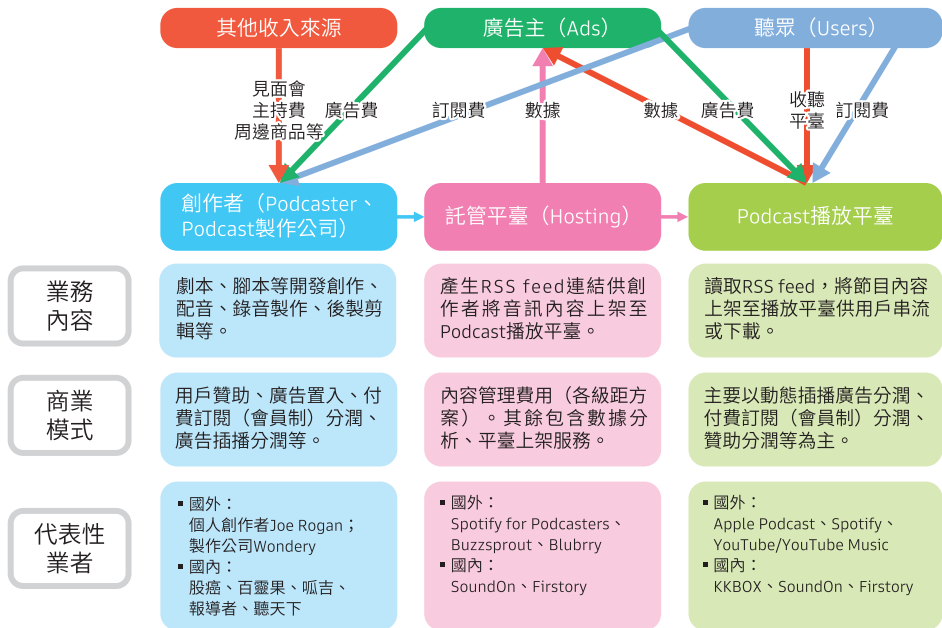 其他收入來源
廣告主（Ads）
聽眾（Users）
見面會
主持費
周邊商品等
廣告費
訂閱費
數據
數據
廣告費
收聽
平臺
訂閱費
創作者（Podcaster、
Podcast製作公司）
託管平臺（Hosting）
Podcast播放平臺
業務
內容
劇本、腳本等開發創作、
配音、錄音製作、後製剪
輯等。
產生RSS feed連結供創
作者將音訊內容上架至
Podcast播放平臺。
讀取RSS feed，將節目內容
上架至播放平臺供用戶串流
或下載。
商業
模式
用戶贊助、廣告置入、付
費訂閱（會員制）分潤、
廣告插播分潤等。
內容管理費用（各級距方
案）。其餘包含數據分
析、平臺上架服務。
主要以動態插播廣告分潤、
付費訂閱（會員制）分潤、
贊助分潤等為主。
代表性
業者
▪ 國外：
個人創作者Joe Rogan；
製作公司Wondery
▪ 國內：
股癌、百靈果、呱吉、
報導者、聽天下
▪ 國外：
Spotify for Podcasters、
Buzzsprout、Blubrry
▪ 國內：
SoundOn、Firstory
▪ 國外：
Apple Podcast、Spotify、
YouTube/YouTube Music
▪ 國內：
KKBOX、SoundOn、Firstory